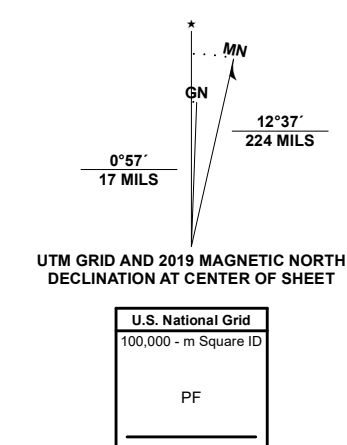 ★
MN
GN
12°37´
224 MILS
0°57´
17 MILS
UTM GRID AND 2019 MAGNETIC NORTH
DECLINATION AT CENTER OF SHEET
U.S. National Grid
100,000 - m Square ID
PF